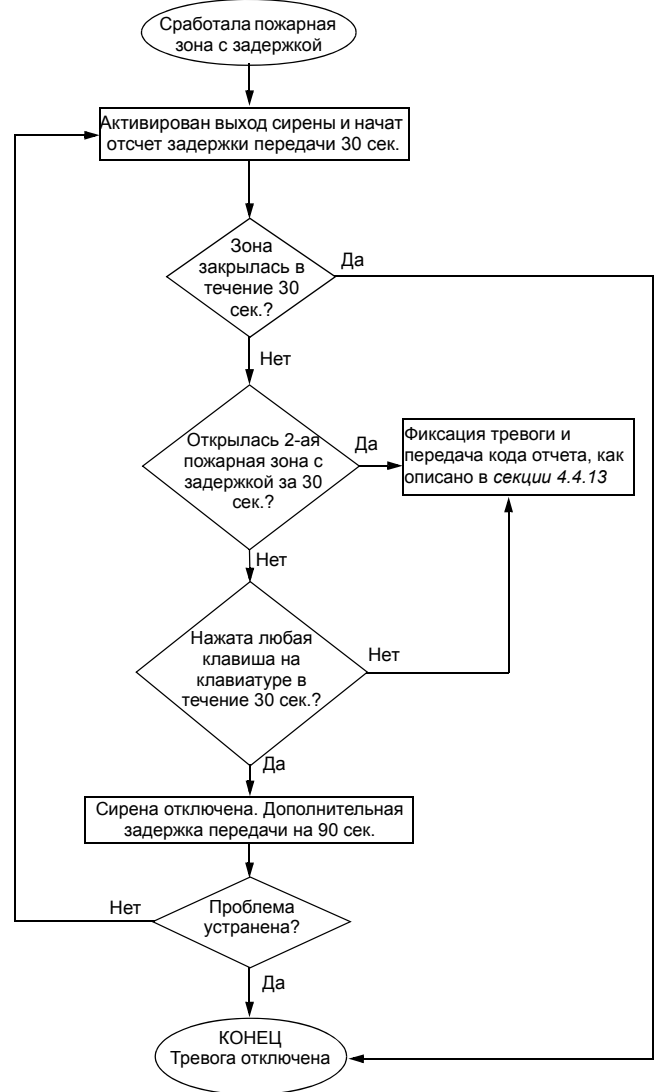 Сработала пожарная
зона с задержкой
Активирован выход сирены и начат
отсчет задержки передачи 30 сек.
Зона
закрылась в
течение 30
сек.?
Да
Нет
Открылась 2-ая
пожарная зона с
задержкой за 30
сек.?
Да
Фиксация тревоги и
передача кода отчета, как
описано в секции 4.4.13
Нет
Нажата любая
клавиша на
клавиатуре в
течение 30 сек.?
Нет
Да
Сирена отключена. Дополнительная
задержка передачи на 90 сек.
Нет
Проблема
устранена?
Да
КОНЕЦ
Тревога отключена